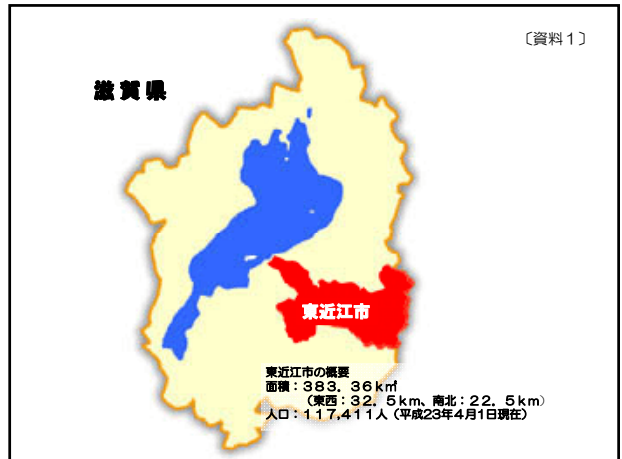 〔資料1〕
滋賀県
東近江市
東近江市の概要
面積：383．36k㎡
（東西：32．5km、南北：22．5km）
人口：117,411人（平成23年4月1日現在）